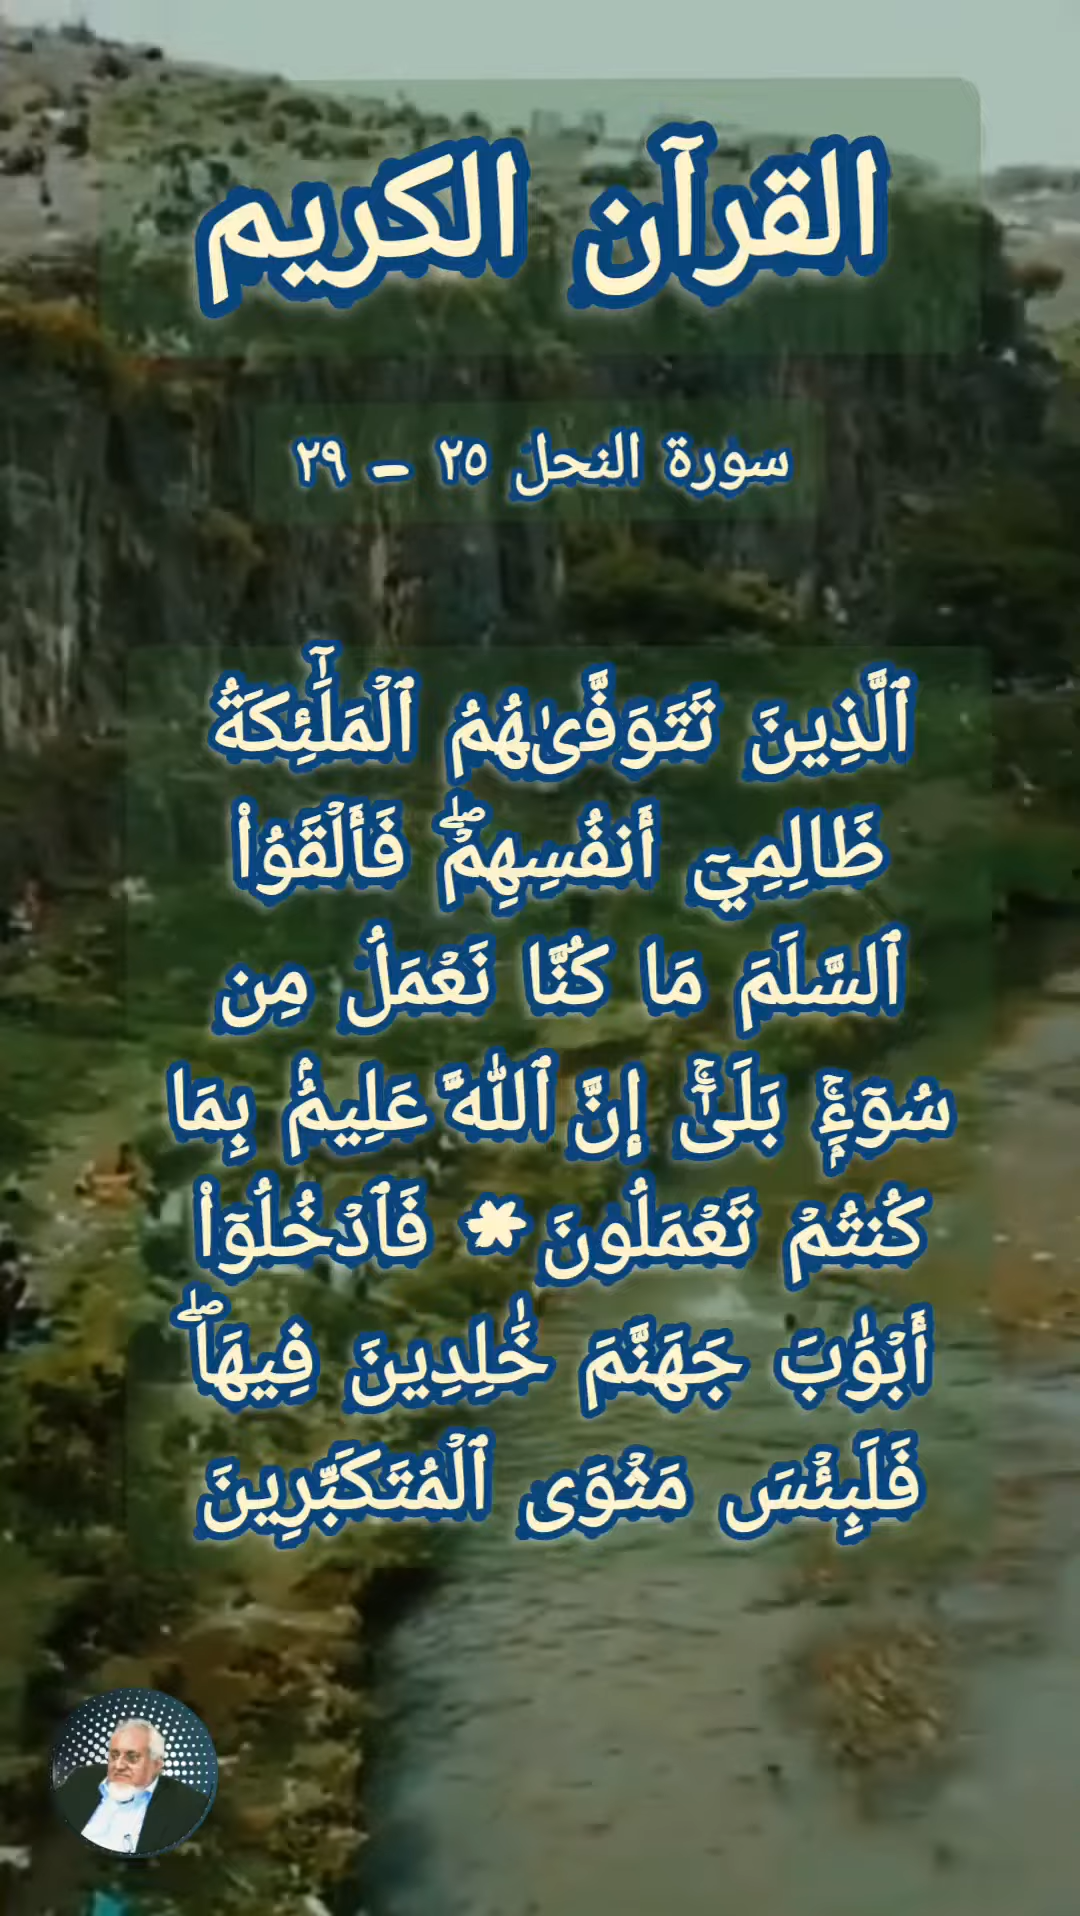 القرآن الكريم
سورة النحل ٢٥ - ٢٩
ٱلَّذِينَ تَتَوَفَّىٰهُمُ ٱلۡمَلَٰٓئِكَةُ
ظَالِمِيٓ أَنفُسِهِمۡۖ فَأَلۡقَوُاْ
ٱلسَّلَمَ مَا كُنَّا نَعۡمَلُ مِن
سُوٓءِۭۚ بَلَىٰٓۚ إِنَّ ٱللَّهَ عَلِيمُۢ بِمَا
كُنتُمۡ تَعۡمَلُونَ * فَٱدۡخُلُوٓاْ
أَبۡوَٰبَ جَهَنَّمَ خَٰلِدِينَ فِيهَاۖ
فَلَبِئۡسَ مَثۡوَى ٱلۡمُتَكَبِّرِينَ